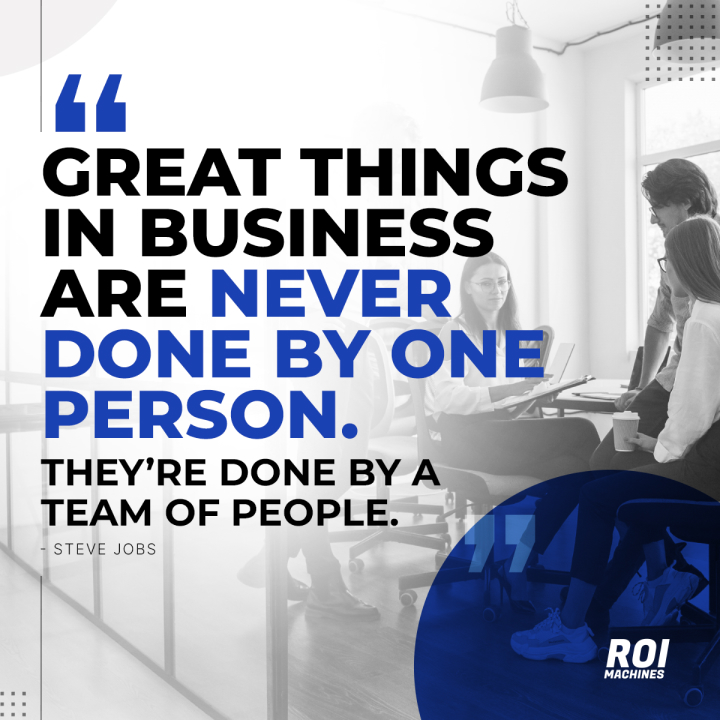 “
GREAT THINGS
IN BUSINESS
ARE NEVER
DONE BY ONE
PERSON.
THEY’RE DONE BY A
TEAM OF PEOPLE.
- STEVE JOBS
”
ROI
MACHINES